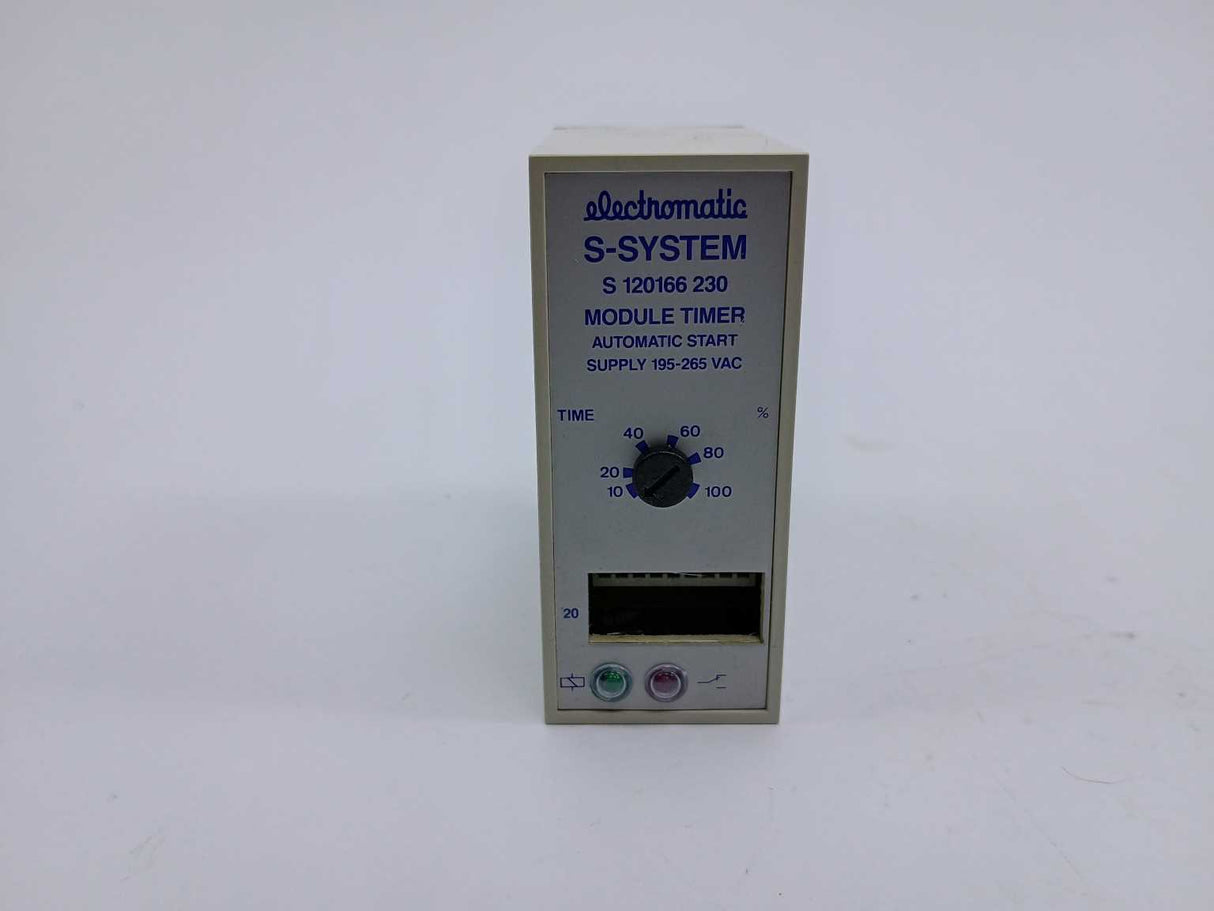 electromatic
S-SYSTEM
S 120166 230
MODULE TIMER
AUTOMATIC START
SUPPLY 195-265 VAC
TIME %
40 60
20 80
10 100
20